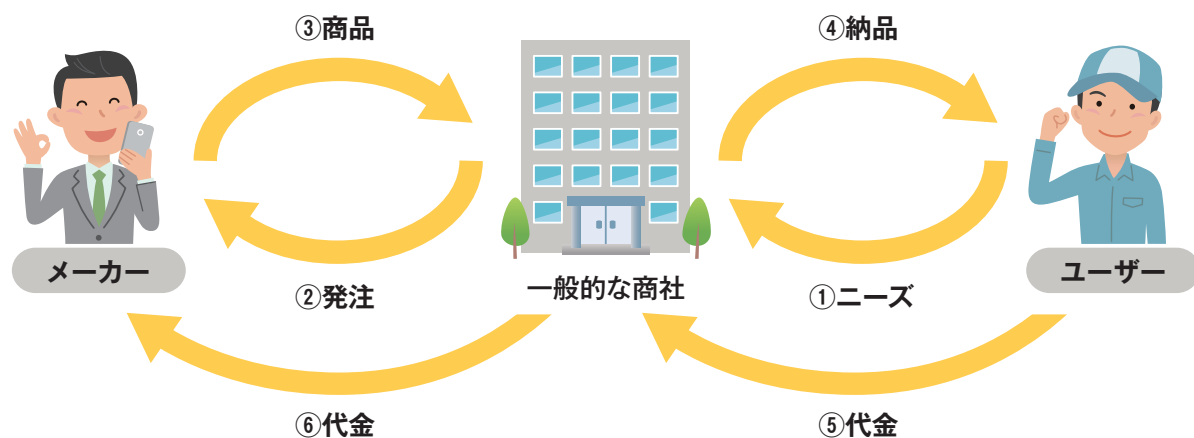 ③商品
④納品
メーカー
一般的な商社
ユーザー
②発注
①ニーズ
⑥代金
⑤代金